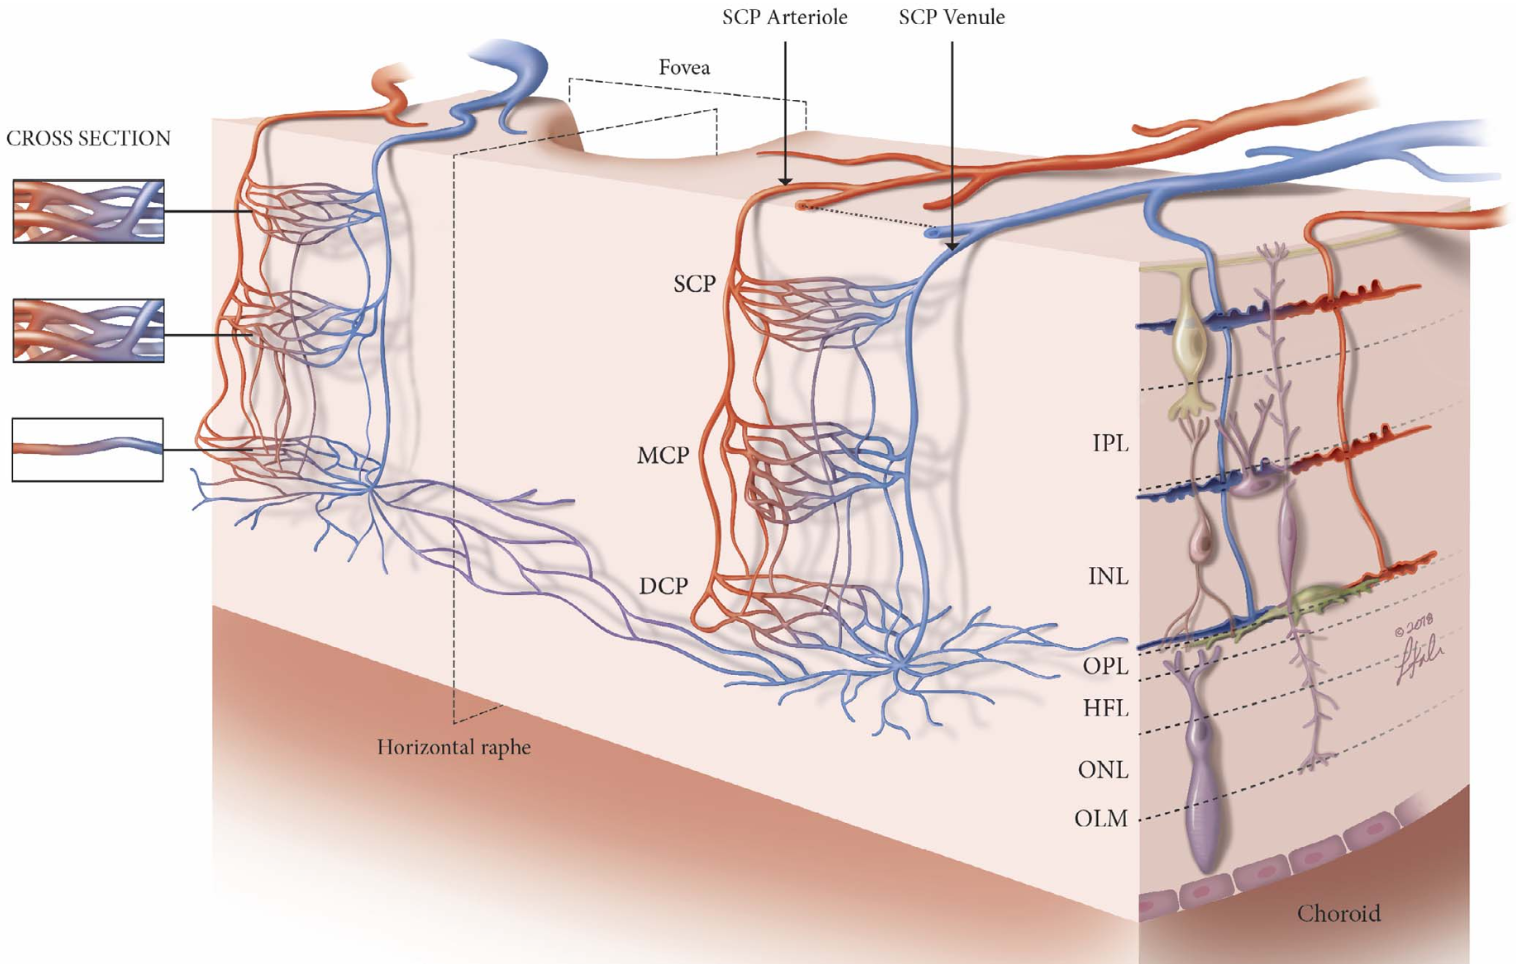 SCP Arteriole
SCP Venule
Fovea
CROSS SECTION
SCP
MCP
DCP
IPL
INL
OPL
HFL
ONL
OLM
Horizontal raphe
Choroid
© 2018